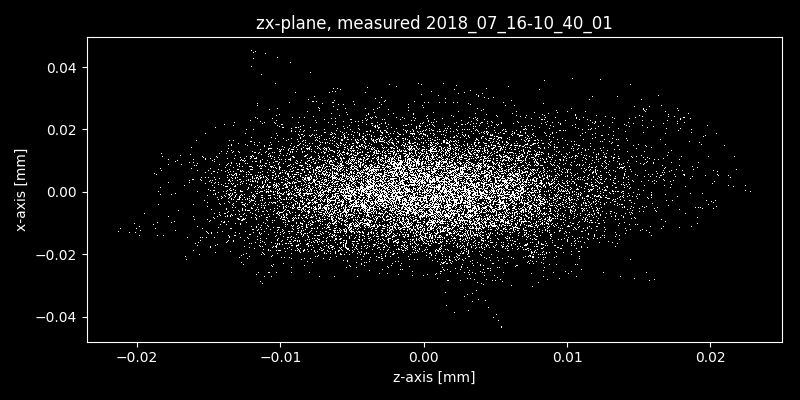 zx-plane, measured 2018_07_16-10_40_01
0.04
0.02
0.00
−0.02
−0.04
x-axis [mm]
−0.02 −0.01 0.00 0.01 0.02
z-axis [mm]